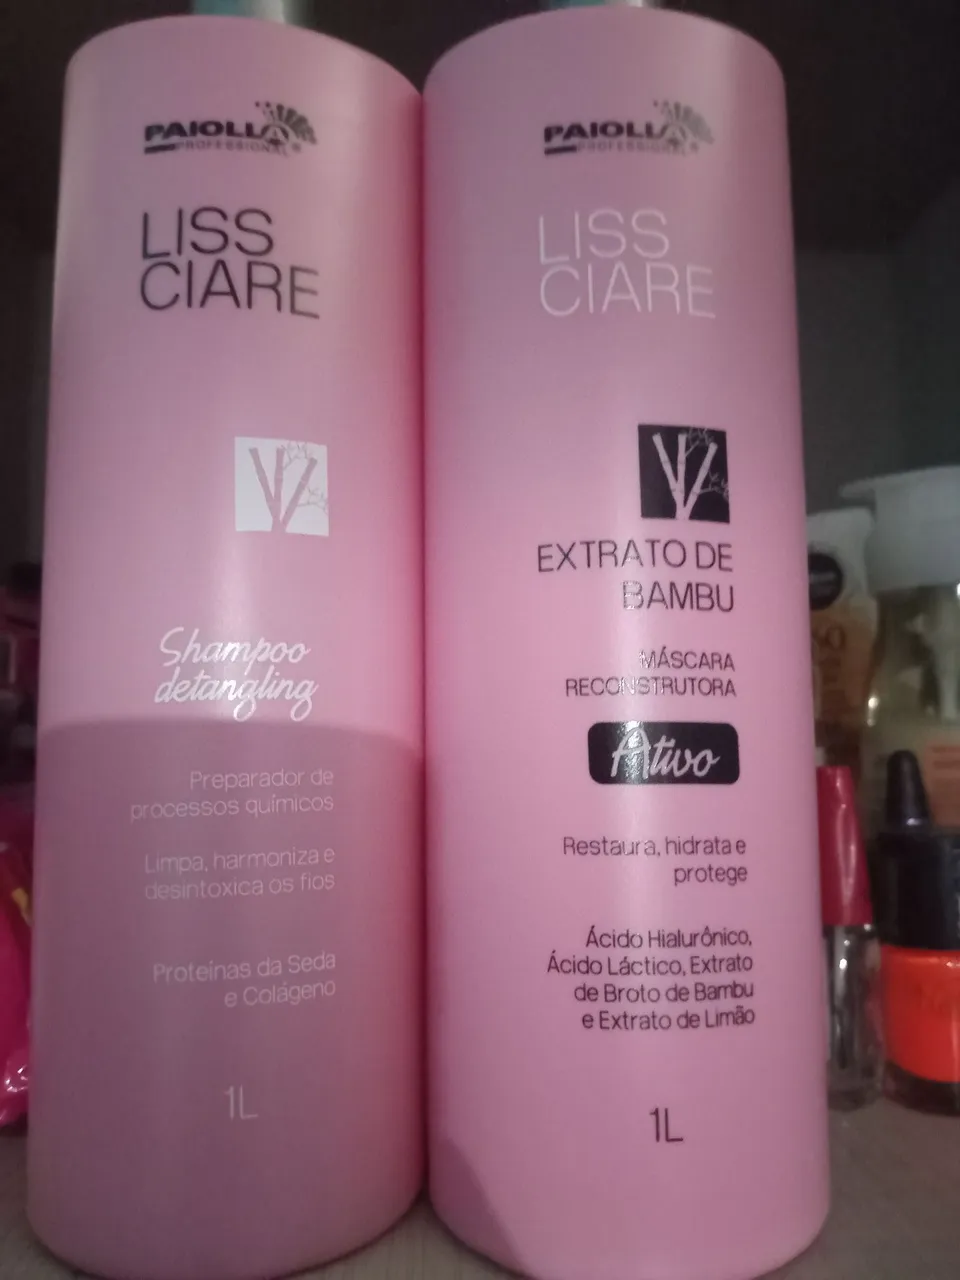 PAIOLLA
PROFESSIONAL
LISS
CIARE
Shampoo
detangling
Preparador de
processos químicos
Limpa, harmoniza e
desintoxica os fios
Proteínas da Seda
e Colágeno
1L
PAIOLLA
PROFESSIONAL
LISS
CIARE
EXTRATO DE
BAMBU
MÁSCARA
RECONSTRUTORA
Ativo
Restaura, hidrata e
protege
Ácido Hialurônico,
Ácido Láctico, Extrato
de Broto de Bambu
e Extrato de Limão
1L